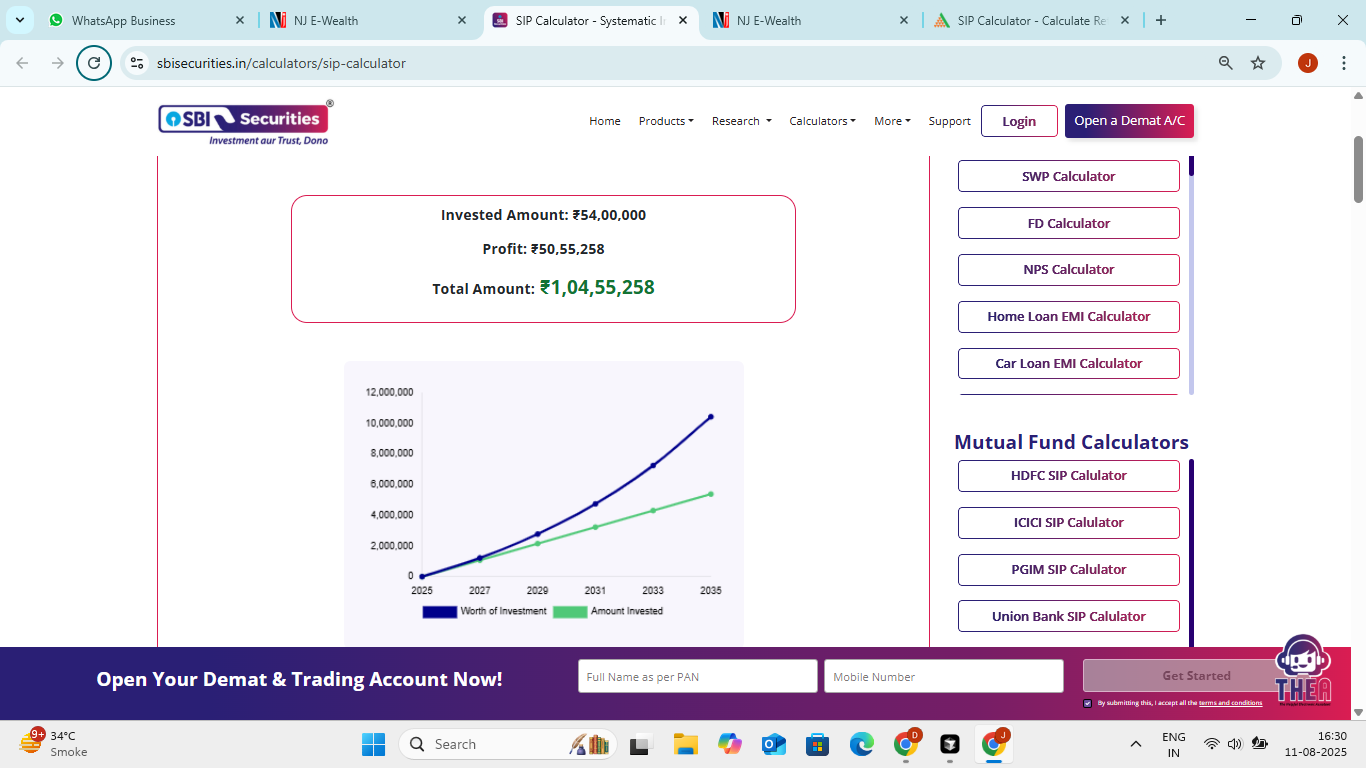 WhatsApp Business
NJ E-Wealth
SIP Calculator - Systematic I
NJ E-Wealth
SIP Calculator - Calculate Re
sbisecurities.in/calculators/sip-calculator
J
SBI Securities ®
Investment aur Trust, Dono
Home
Products
Research
Calculators
More
Support
Login
Open a Demat A/C
Invested Amount: ₹54,00,000
Profit: ₹50,55,258
Total Amount: ₹1,04,55,258
12,000,000
10,000,000
8,000,000
6,000,000
4,000,000
2,000,000
0
2025 2027 2029 2031 2033 2035
Worth of Investment Amount Invested
SWP Calculator
FD Calculator
NPS Calculator
Home Loan EMI Calculator
Car Loan EMI Calculator
Mutual Fund Calculators
HDFC SIP Calulator
ICICI SIP Calulator
PGIM SIP Calulator
Union Bank SIP Calulator
Open Your Demat & Trading Account Now!
Full Name as per PAN
Mobile Number
Get Started
By submitting this, I accept all the terms and conditions
THEA
9+
34°C
Smoke
Search
D
J
ENG
IN
16:30
11-08-2025